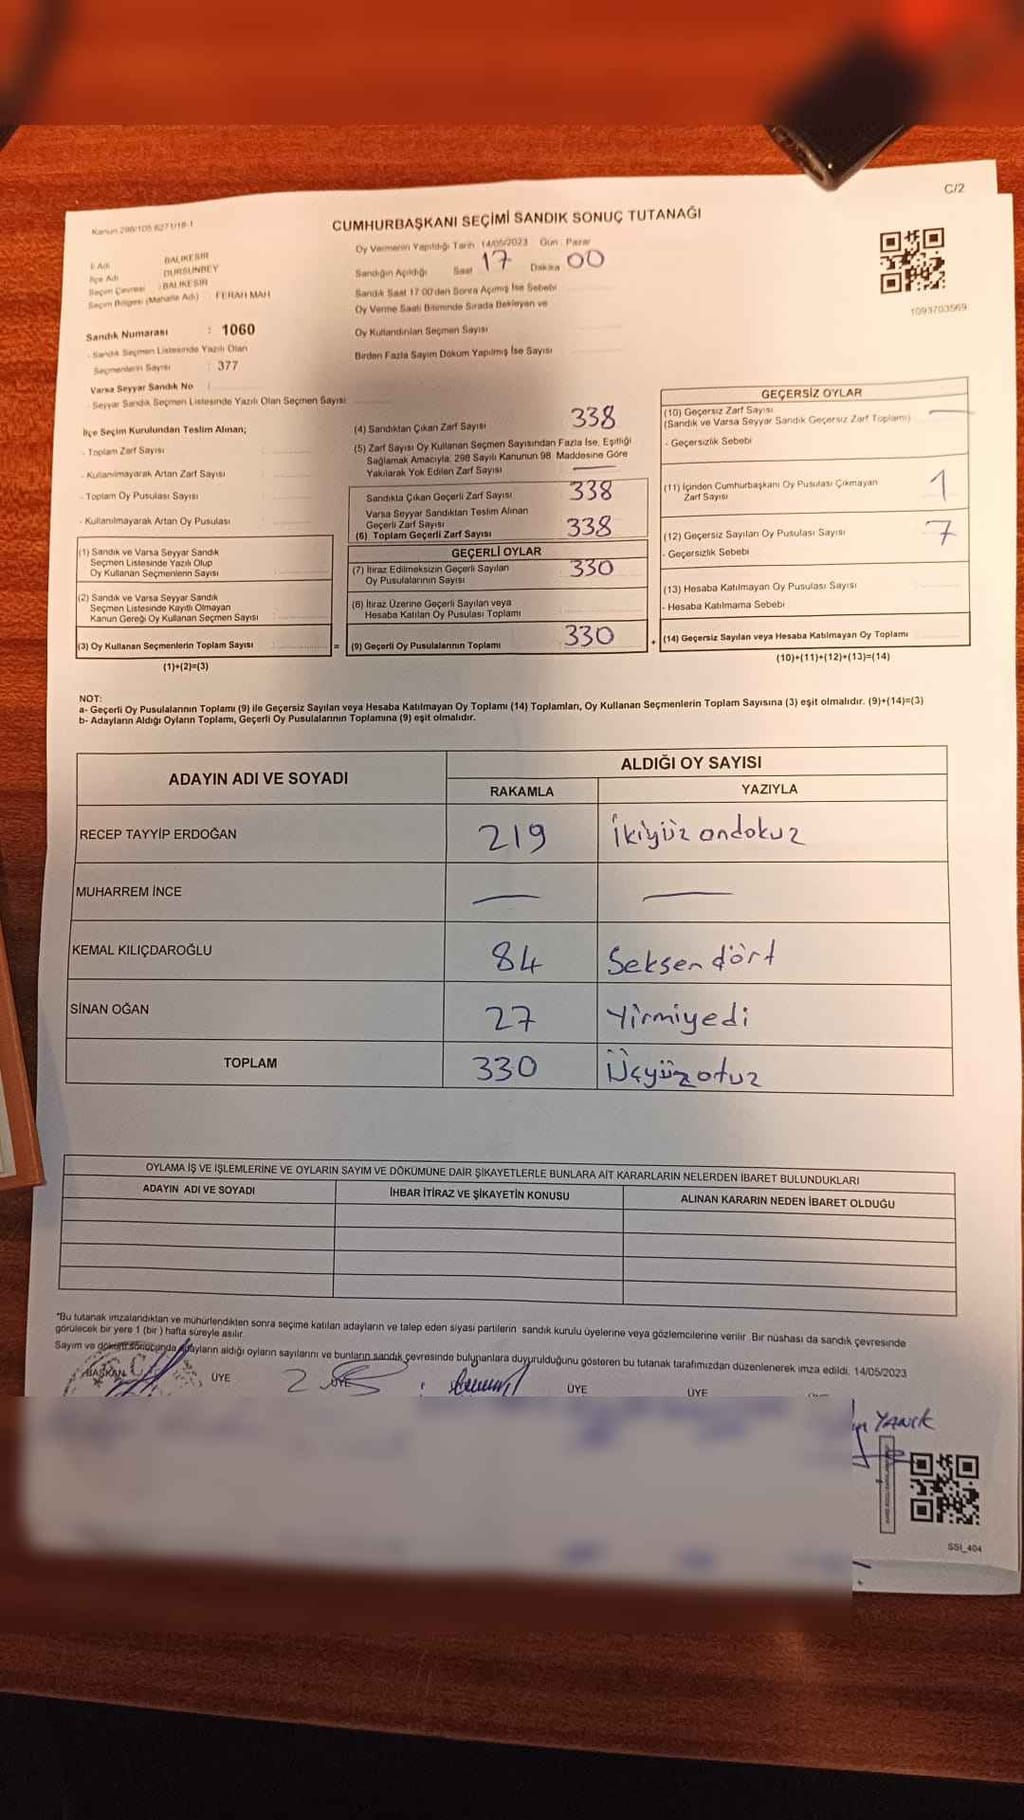 C/2
Kanun 298/105 6271/18-1
CUMHURBAŞKANI SEÇİMİ SANDIK SONUÇ TUTANAĞI
İl Adı BALIKESİR
İlçe Adı DURSUNBEY
Seçim Çevresi : BALIKESİR
Seçim Bölgesi (Mahalle Adı) FERAH MAH
Sandık Numarası : 1060
- Sandık Seçmen Listesinde Yazılı Olan
Seçmenlerin Sayısı : 377
Varsa Seyyar Sandık No
- Seyyar Sandık Seçmen Listesinde Yazılı Olan Seçmen Sayısı
Oy Vermenin Yapıldığı Tarih 14/05/2023 Gün : Pazar
Sandığın Açıldığı Saat 17 Dakika 00
Sandık Saat 17:00'den Sonra Açılmış İse Sebebi
Oy Verme Saati Bitiminde Sırada Bekleyen ve
Oy Kullandırılan Seçmen Sayısı
Birden Fazla Sayım Döküm Yapılmış İse Sayısı
1093703569
İlçe Seçim Kurulundan Teslim Alınan;
- Toplam Zarf Sayısı
- Kullanılmayarak Artan Zarf Sayısı
- Toplam Oy Pusulası Sayısı
- Kullanılmayarak Artan Oy Pusulası
(1) Sandık ve Varsa Seyyar Sandık
Seçmen Listesinde Yazılı Olup
Oy Kullanan Seçmenlerin Sayısı
(2) Sandık ve Varsa Seyyar Sandık
Seçmen Listesinde Kayıtlı Olmayan
Kanun Gereği Oy Kullanan Seçmen Sayısı
(3) Oy Kullanan Seçmenlerin Toplam Sayısı
(1)+(2)=(3)
(4) Sandıktan Çıkan Zarf Sayısı 338
(5) Zarf Sayısı Oy Kullanan Seçmen Sayısından Fazla İse, Eşitliği
Sağlamak Amacıyla, 298 Sayılı Kanunun 98. Maddesine Göre
Yakılarak Yok Edilen Zarf Sayısı —
Sandıkta Çıkan Geçerli Zarf Sayısı 338
Varsa Seyyar Sandıktan Teslim Alınan
Geçerli Zarf Sayısı
(6) Toplam Geçerli Zarf Sayısı 338
GEÇERLİ OYLAR
(7) İtiraz Edilmeksizin Geçerli Sayılan
Oy Pusulalarının Sayısı 330
(8) İtiraz Üzerine Geçerli Sayılan veya
Hesaba Katılan Oy Pusulası Toplamı
= (9) Geçerli Oy Pusulalarının Toplamı 330 +
GEÇERSİZ OYLAR
(10) Geçersiz Zarf Sayısı
(Sandık ve Varsa Seyyar Sandık Geçersiz Zarf Toplamı) —
- Geçersizlik Sebebi
(11) İçinden Cumhurbaşkanı Oy Pusulası Çıkmayan
Zarf Sayısı 1
(12) Geçersiz Sayılan Oy Pusulası Sayısı 7
- Geçersizlik Sebebi
(13) Hesaba Katılmayan Oy Pusulası Sayısı
- Hesaba Katılmama Sebebi
(14) Geçersiz Sayılan veya Hesaba Katılmayan Oy Toplamı
(10)+(11)+(12)+(13)=(14)
NOT:
a- Geçerli Oy Pusulalarının Toplamı (9) ile Geçersiz Sayılan veya Hesaba Katılmayan Oy Toplamı (14) Toplamları, Oy Kullanan Seçmenlerin Toplam Sayısına (3) eşit olmalıdır. (9)+(14)=(3)
b- Adayların Aldığı Oyların Toplamı, Geçerli Oy Pusulalarının Toplamına (9) eşit olmalıdır.
ADAYIN ADI VE SOYADI ALDIĞI OY SAYISI
RAKAMLA YAZIYLA
RECEP TAYYİP ERDOĞAN 219 İkiyüz ondokuz
MUHARREM İNCE — —
KEMAL KILIÇDAROĞLU 84 Seksen dört
SİNAN OĞAN 27 Yirmiyedi
TOPLAM 330 Üçyüzotuz
OYLAMA İŞ VE İŞLEMLERİNE VE OYLARIN SAYIM VE DÖKÜMÜNE DAİR ŞİKAYETLERLE BUNLARA AİT KARARLARIN NELERDEN İBARET BULUNDUKLARI
ADAYIN ADI VE SOYADI İHBAR İTİRAZ VE ŞİKAYETİN KONUSU ALINAN KARARIN NEDEN İBARET OLDUĞU
*Bu tutanak imzalandıktan ve mühürlendikten sonra seçime katılan adayların ve talep eden siyasi partilerin sandık kurulu üyelerine veya gözlemcilerine verilir. Bir nüshası da sandık çevresinde
görülecek bir yere 1 (bir) hafta süreyle asılır.
Sayım ve döküm sonucunda adayların aldığı oyların sayılarını ve bunların sandık çevresinde bulunanlara duyurulduğunu gösteren bu tutanak tarafımızdan düzenlenerek imza edildi. 14/05/2023
BAŞKAN ÜYE 2 ÜYE ÜYE ÜYE
YANIK
SSI_404